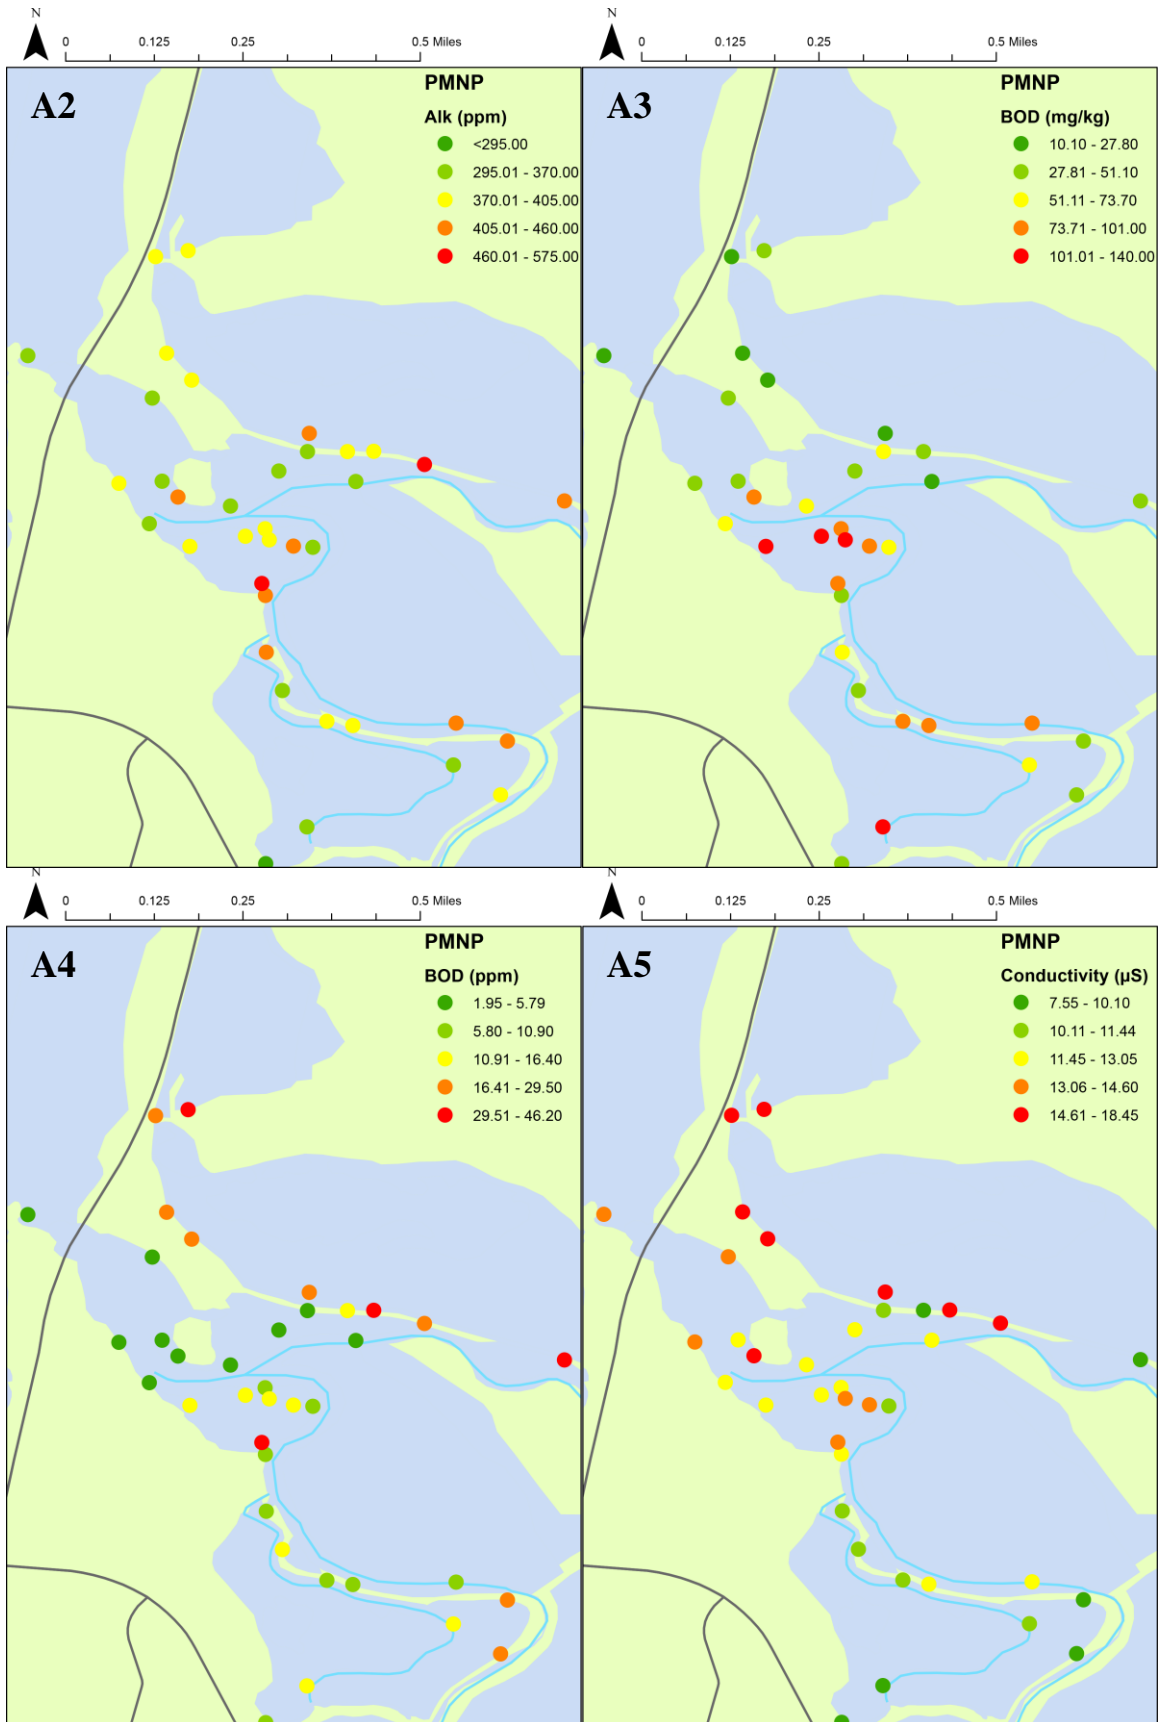 N
0 0.125 0.25 0.5 Miles
A2
PMNP
Alk (ppm)
<295.00
295.01 - 370.00
370.01 - 405.00
405.01 - 460.00
460.01 - 575.00
N
0 0.125 0.25 0.5 Miles
A3
PMNP
BOD (mg/kg)
10.10 - 27.80
27.81 - 51.10
51.11 - 73.70
73.71 - 101.00
101.01 - 140.00
N
0 0.125 0.25 0.5 Miles
A4
PMNP
BOD (ppm)
1.95 - 5.79
5.80 - 10.90
10.91 - 16.40
16.41 - 29.50
29.51 - 46.20
N
0 0.125 0.25 0.5 Miles
A5
PMNP
Conductivity (µS)
7.55 - 10.10
10.11 - 11.44
11.45 - 13.05
13.06 - 14.60
14.61 - 18.45